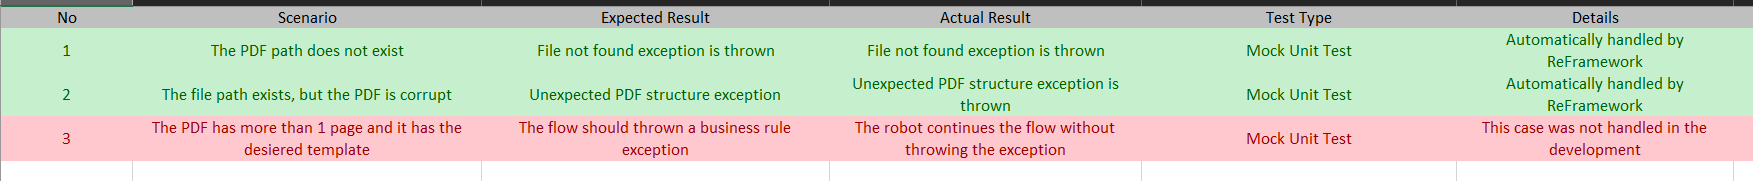 No Scenario Expected Result Actual Result Test Type Details
1 The PDF path does not exist File not found exception is thrown File not found exception is thrown Mock Unit Test Automatically handled by
ReFramework
2 The file path exists, but the PDF is corrupt Unexpected PDF structure exception Unexpected PDF structure exception is
thrown Mock Unit Test Automatically handled by
ReFramework
3 The PDF has more than 1 page and it has the
desiered template The flow should thrown a business rule
exception The robot continues the flow without
throwing the exception Mock Unit Test This case was not handled in the
development